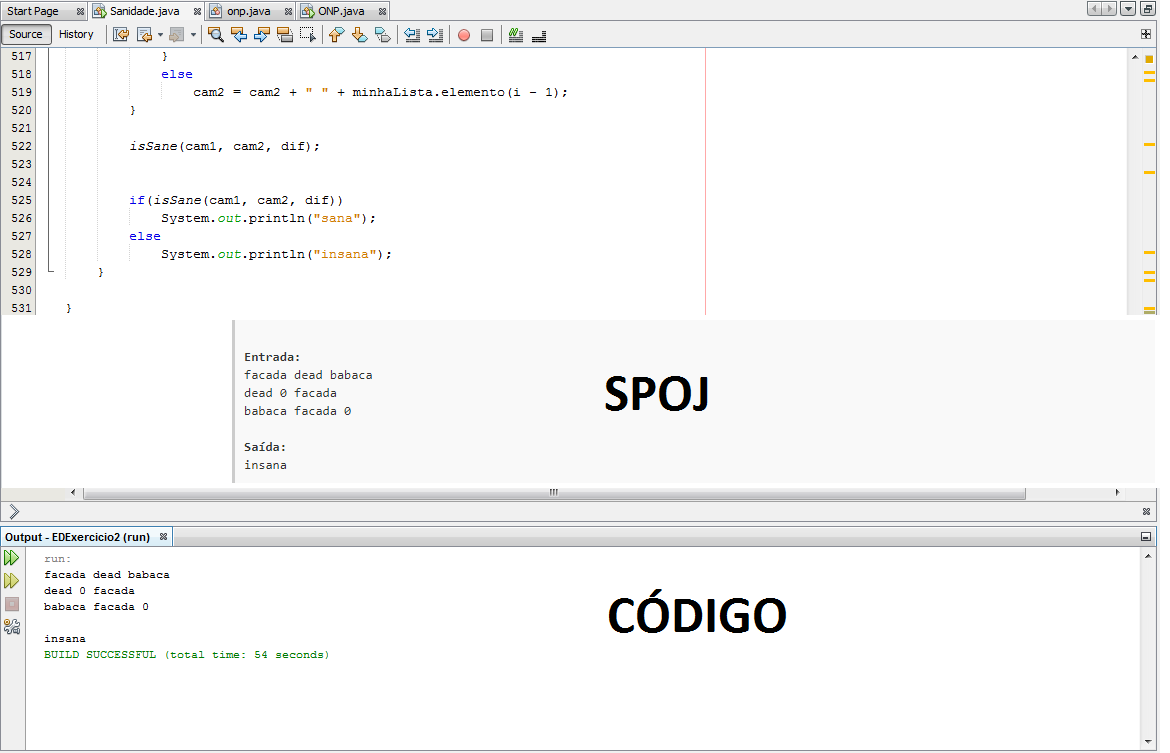 Start Page Sanidade.java onp.java ONP.java
Source History
517 }
518 else
519 cam2 = cam2 + " " + minhaLista.elemento(i - 1);
520 }
521
522 isSane(cam1, cam2, dif);
523
524
525 if(isSane(cam1, cam2, dif))
526 System.out.println("sana");
527 else
528 System.out.println("insana");
529 }
530
531 }
Entrada:
facada dead babaca
dead 0 facada
babaca facada 0
SPOJ
Saída:
insana
Output - EDExercicio2 (run)
run:
facada dead babaca
dead 0 facada
babaca facada 0
CÓDIGO
insana
BUILD SUCCESSFUL (total time: 54 seconds)